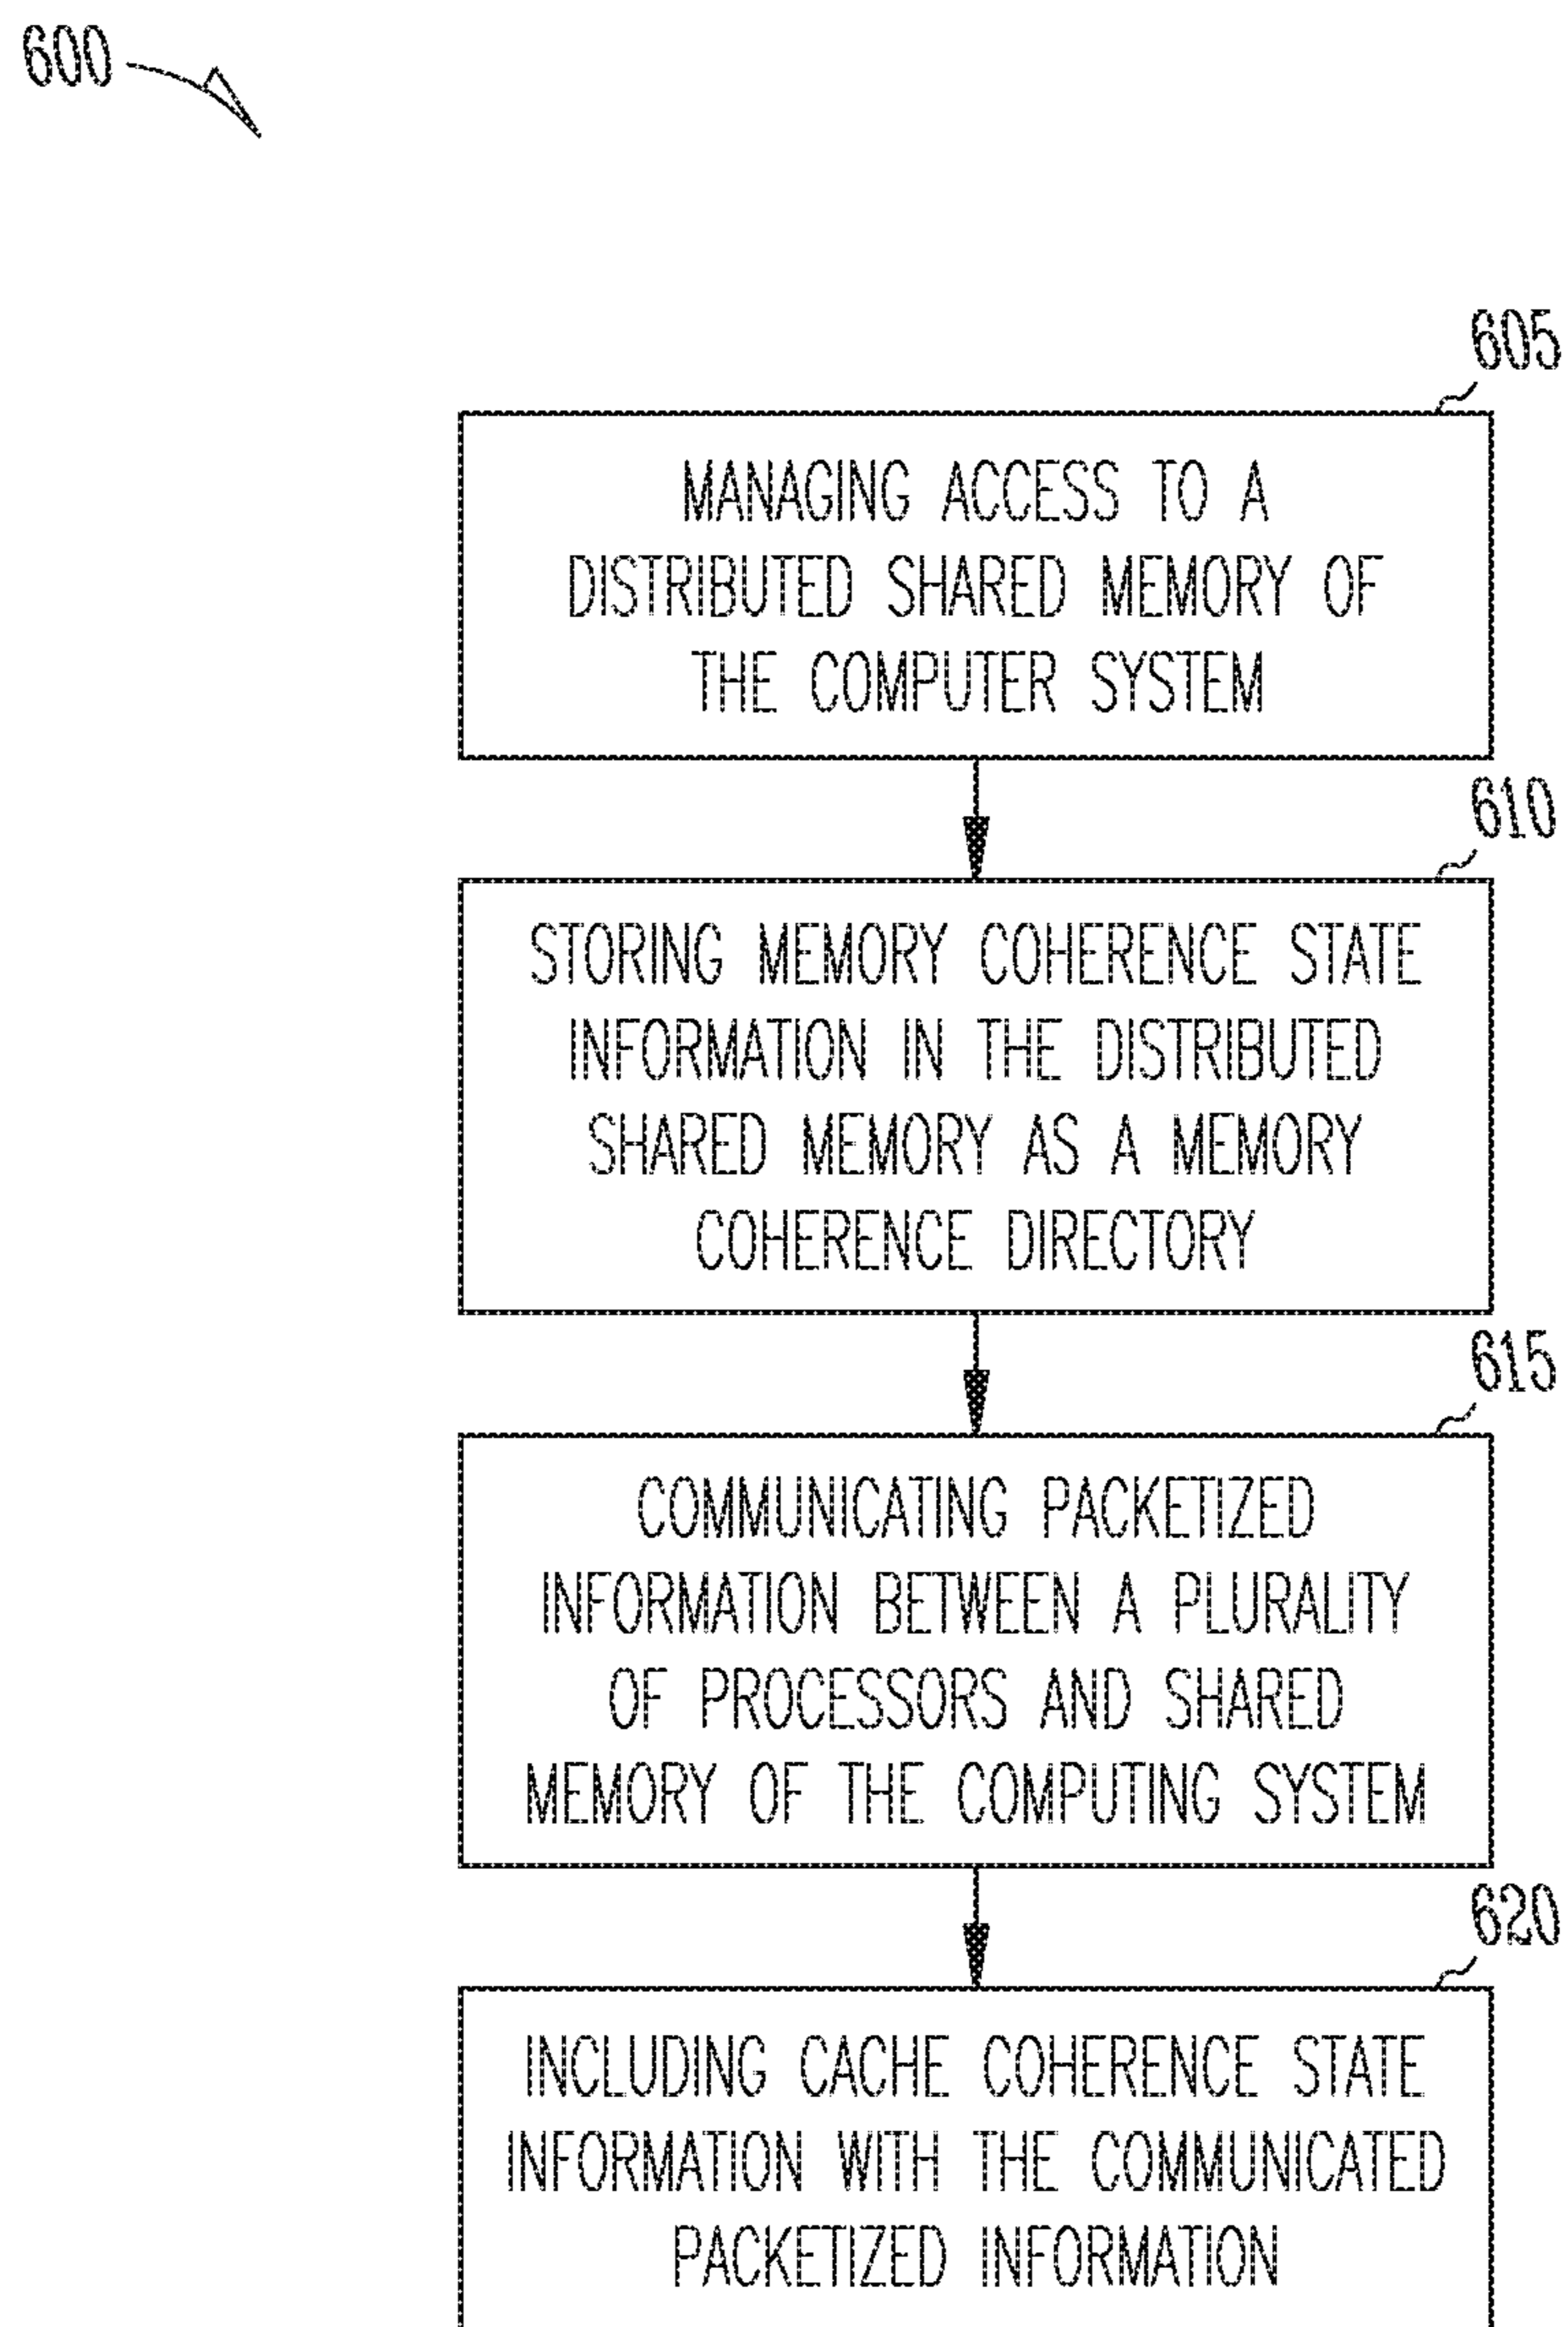 600
605
MANAGING ACCESS TO A
DISTRIBUTED SHARED MEMORY OF
THE COMPUTER SYSTEM
610
STORING MEMORY COHERENCE STATE
INFORMATION IN THE DISTRIBUTED
SHARED MEMORY AS A MEMORY
COHERENCE DIRECTORY
615
COMMUNICATING PACKETIZED
INFORMATION BETWEEN A PLURALITY
OF PROCESSORS AND SHARED
MEMORY OF THE COMPUTING SYSTEM
620
INCLUDING CACHE COHERENCE STATE
INFORMATION WITH THE COMMUNICATED
PACKETIZED INFORMATION